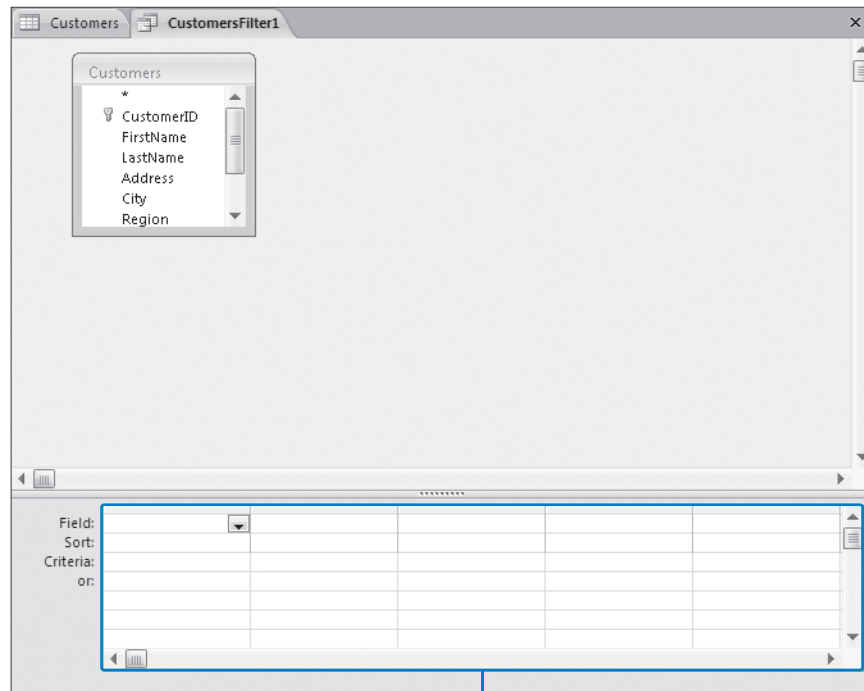 Customers CustomersFilter1
Customers
*
CustomerID
FirstName
LastName
Address
City
Region
Field:
Sort:
Criteria:
or: